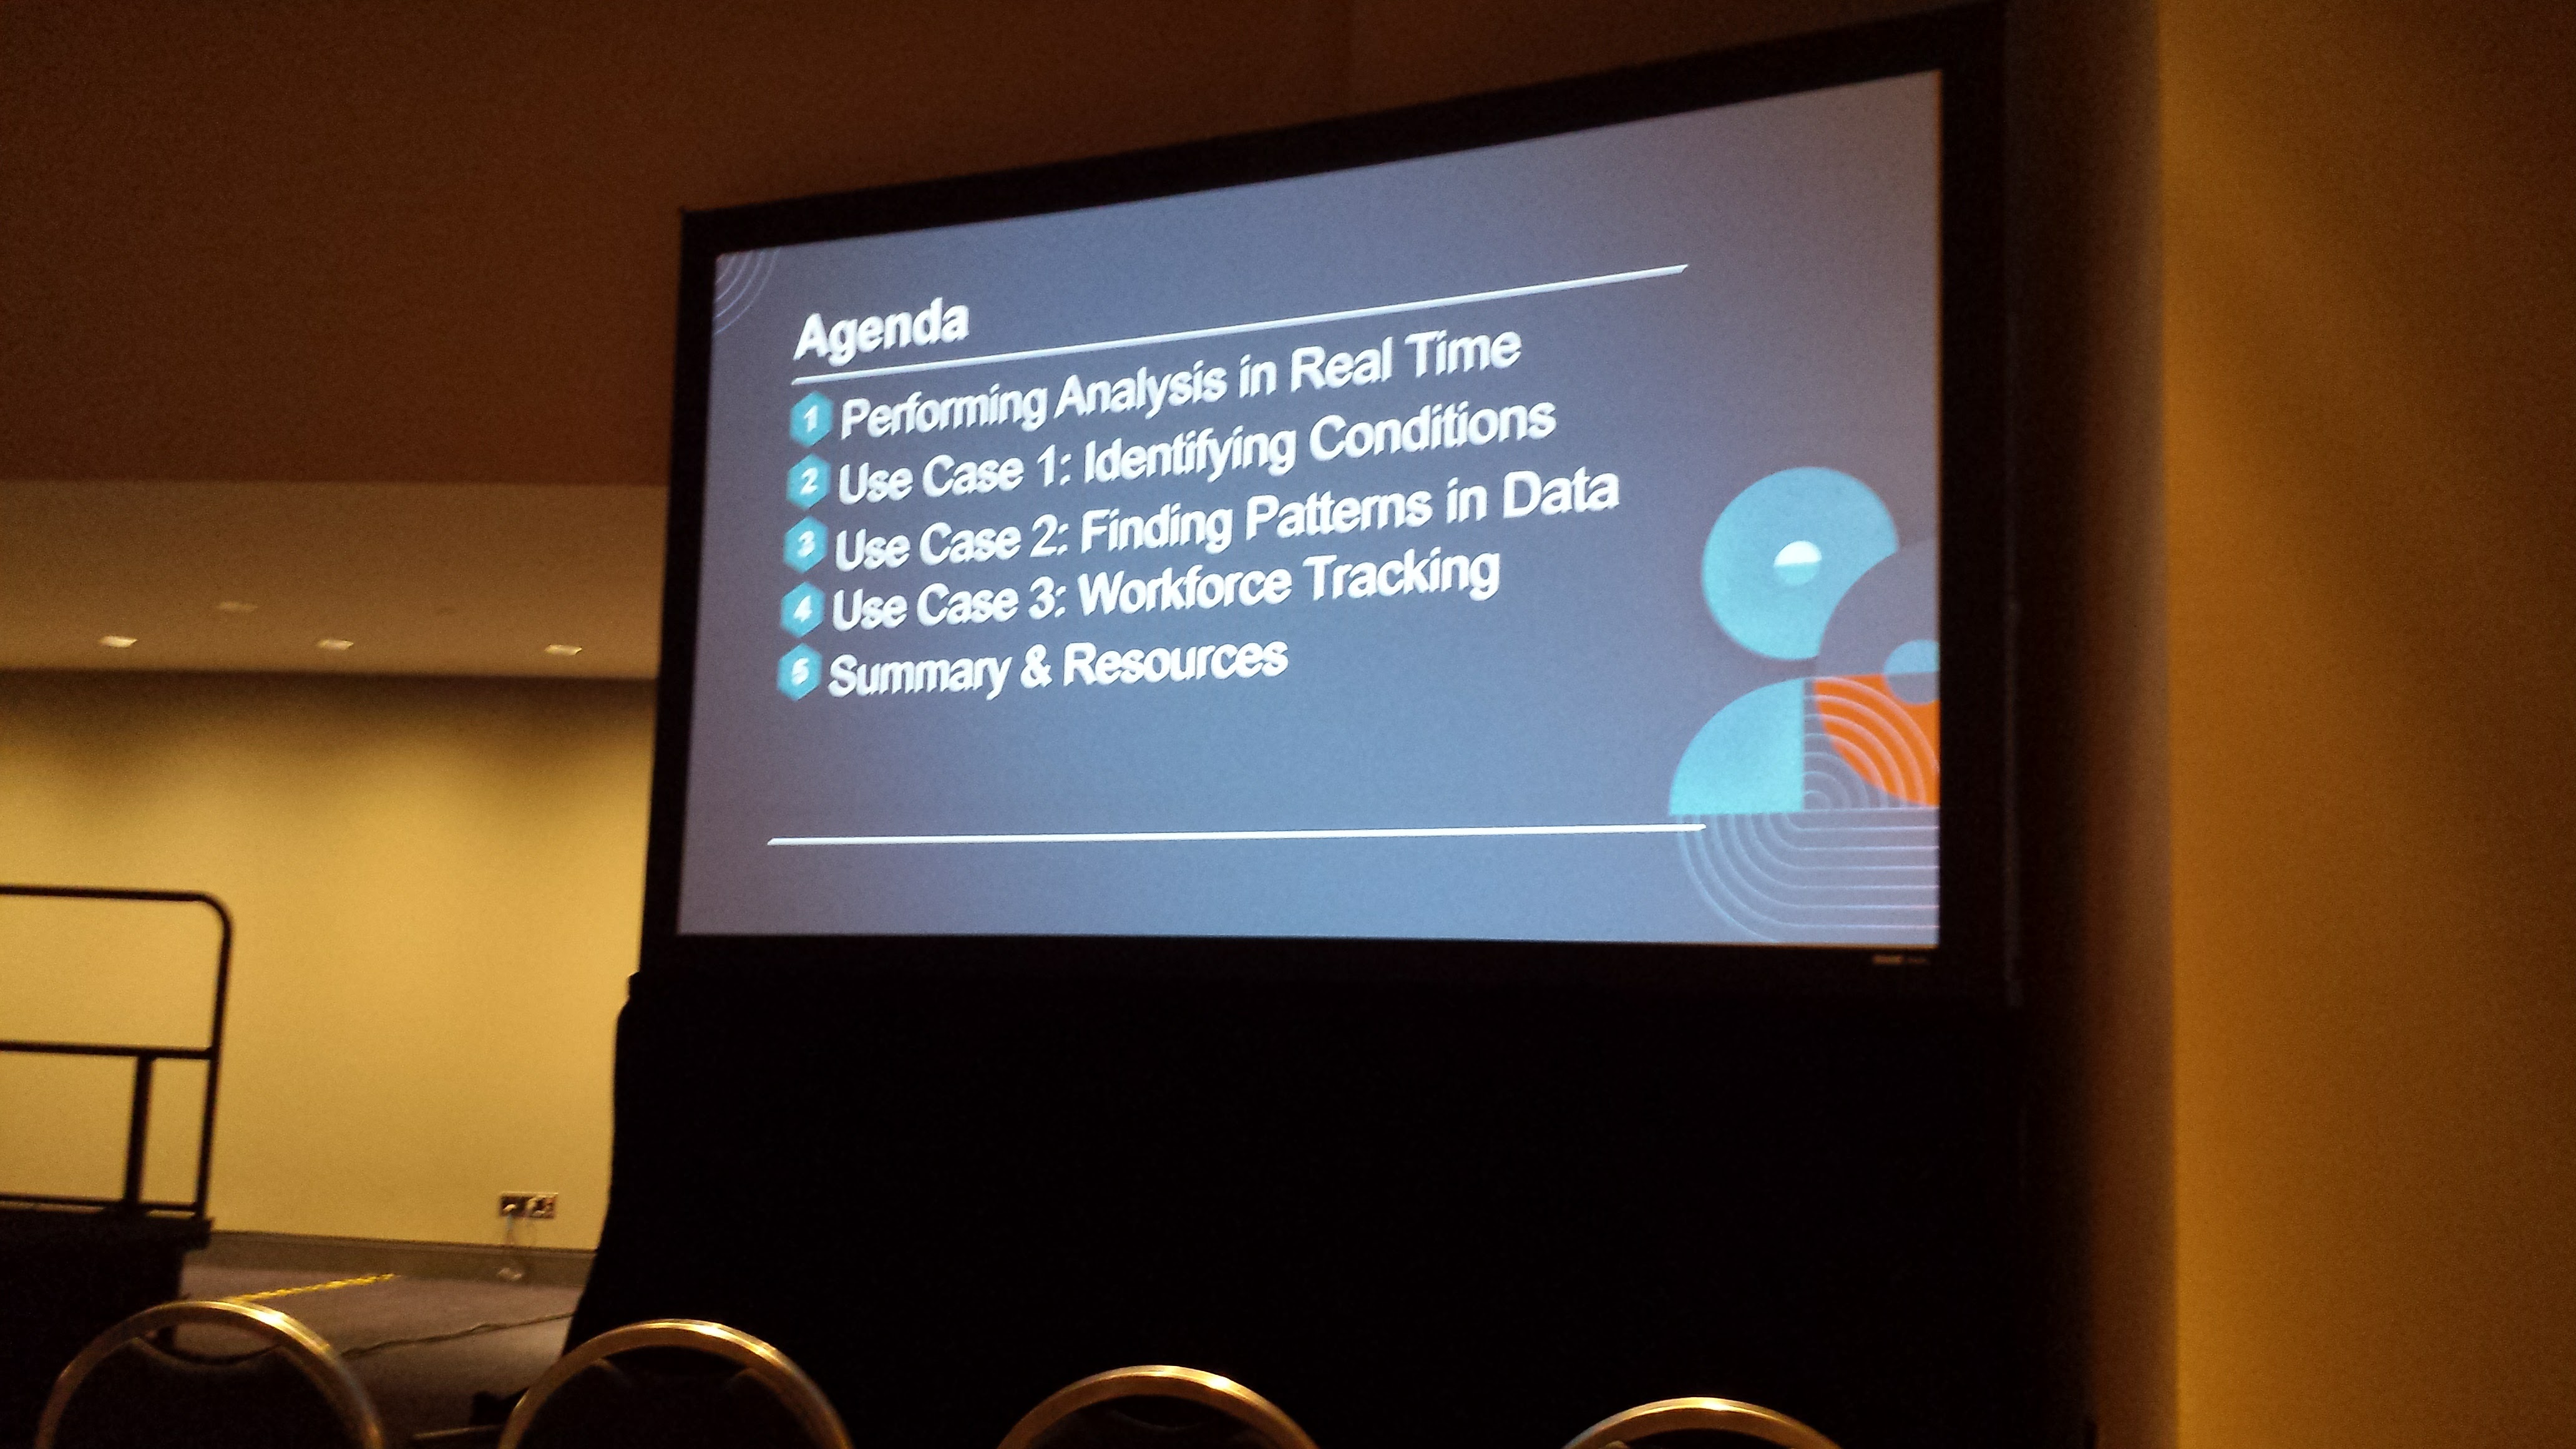 Agenda
1 Performing Analysis in Real Time
2 Use Case 1: Identifying Conditions
3 Use Case 2: Finding Patterns in Data
4 Use Case 3: Workforce Tracking
5 Summary & Resources